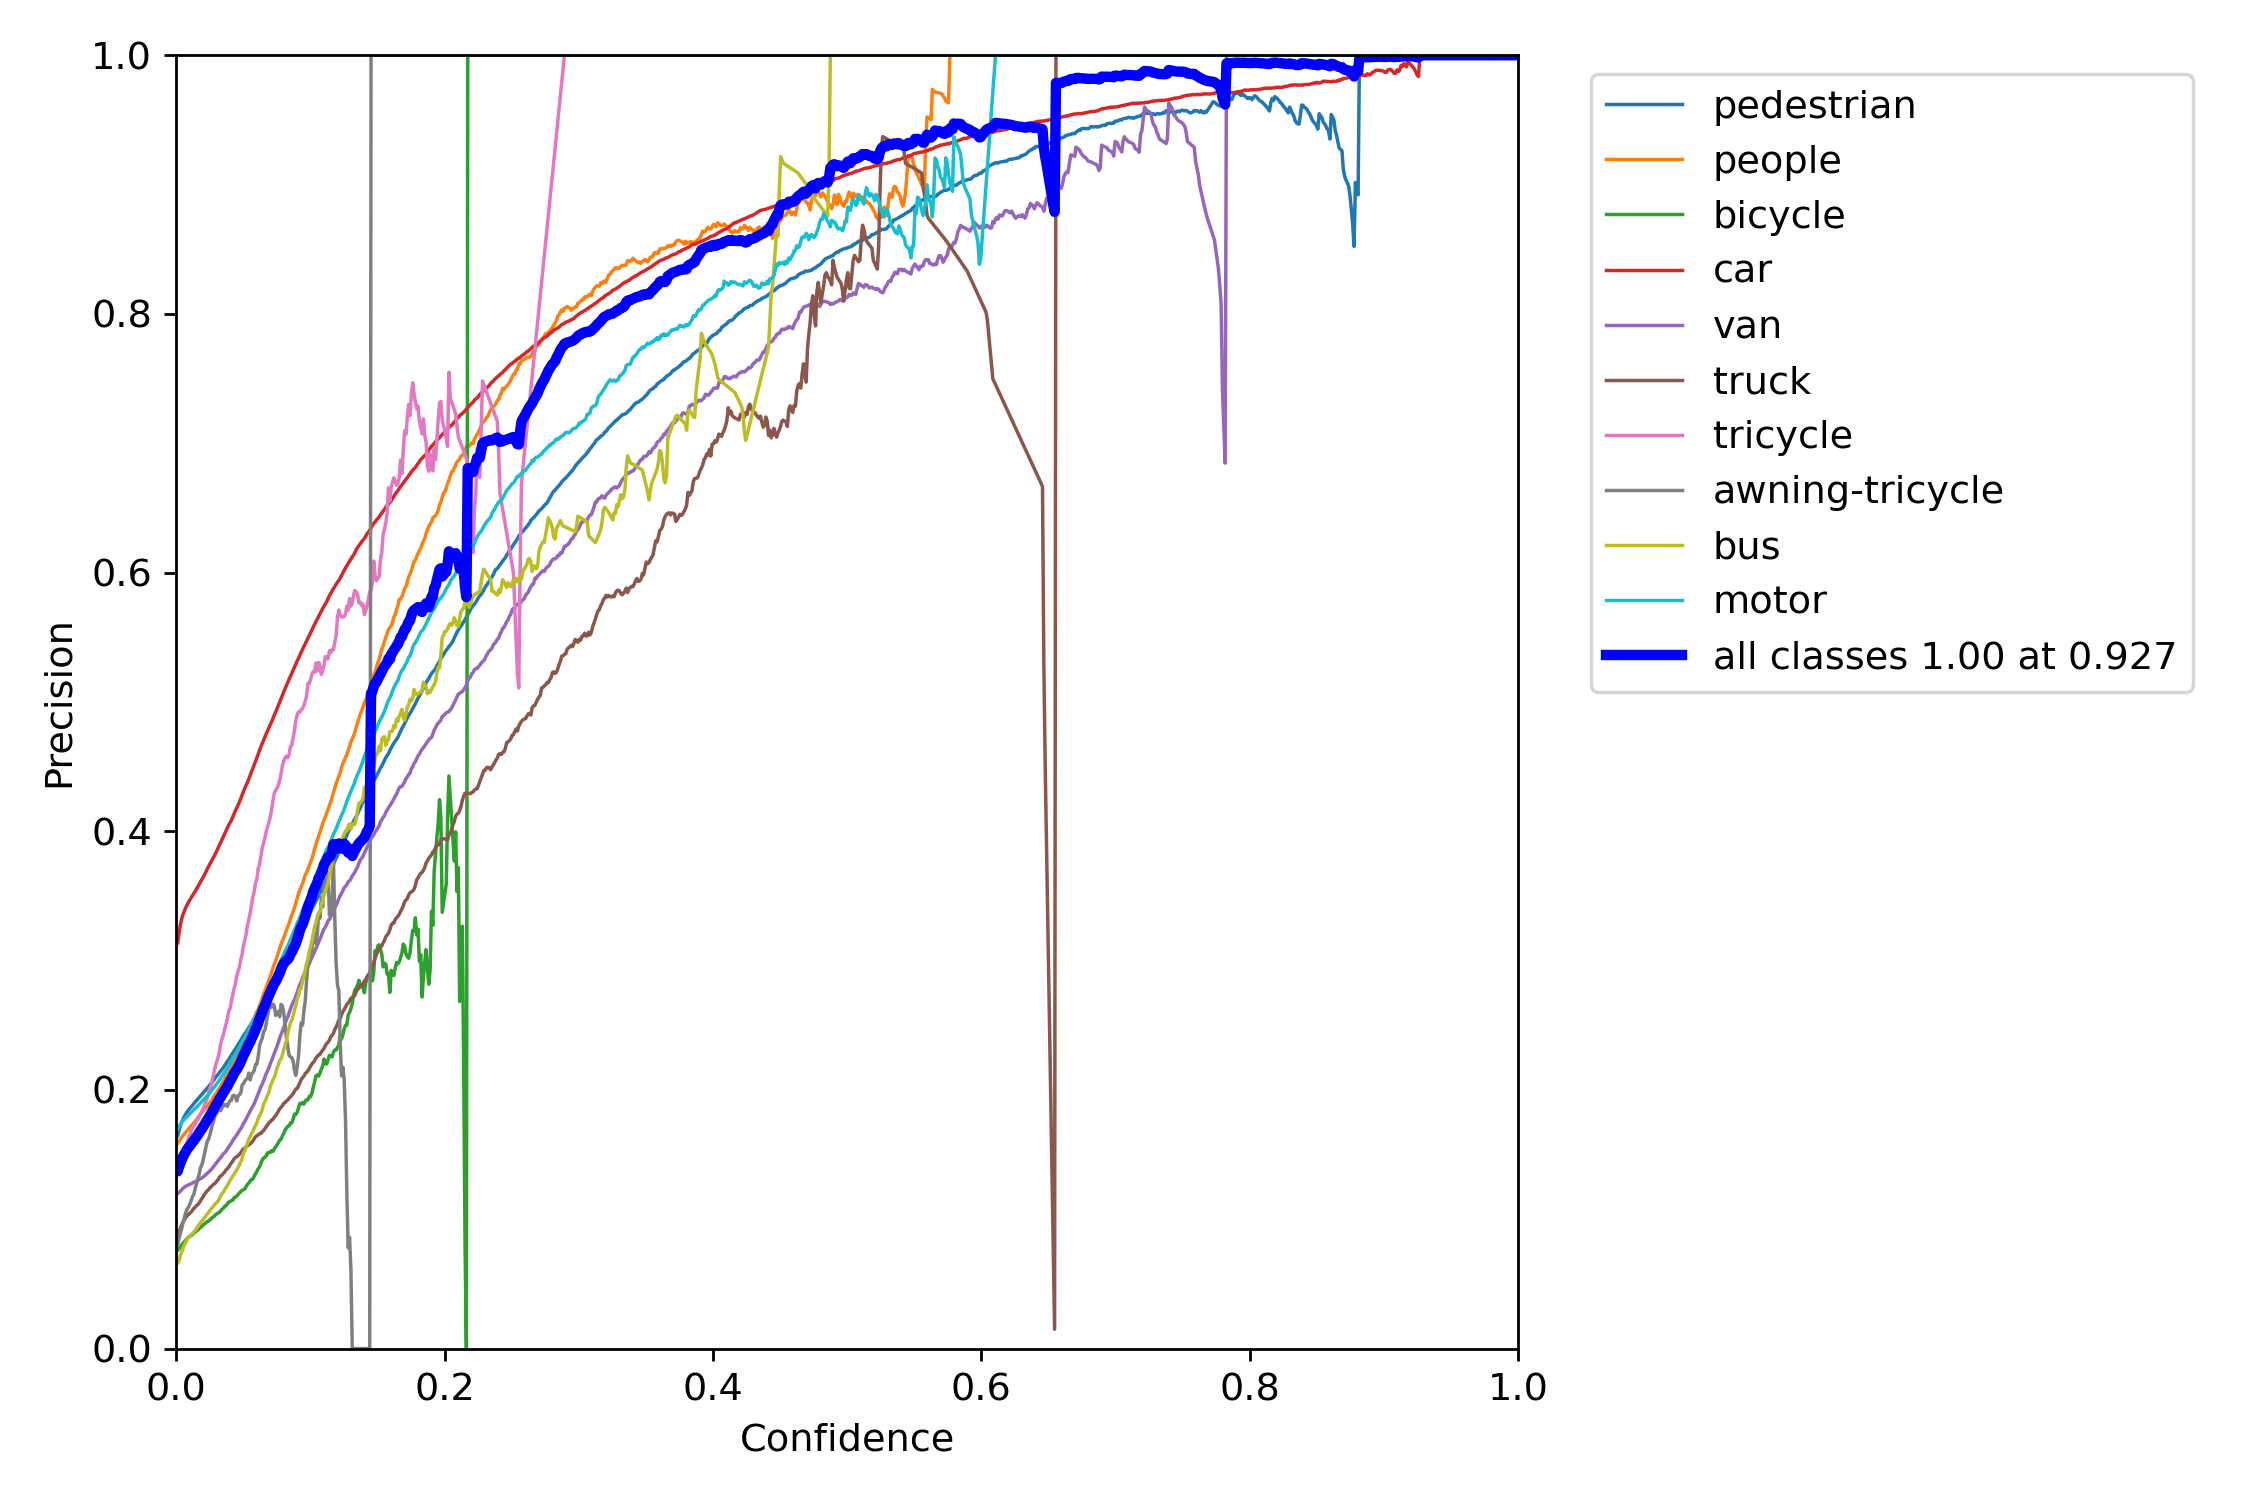 1.0
0.8
0.6
0.4
0.2
0.0
Precision
0.0 0.2 0.4 0.6 0.8 1.0
Confidence
pedestrian
people
bicycle
car
van
truck
tricycle
awning-tricycle
bus
motor
all classes 1.00 at 0.927